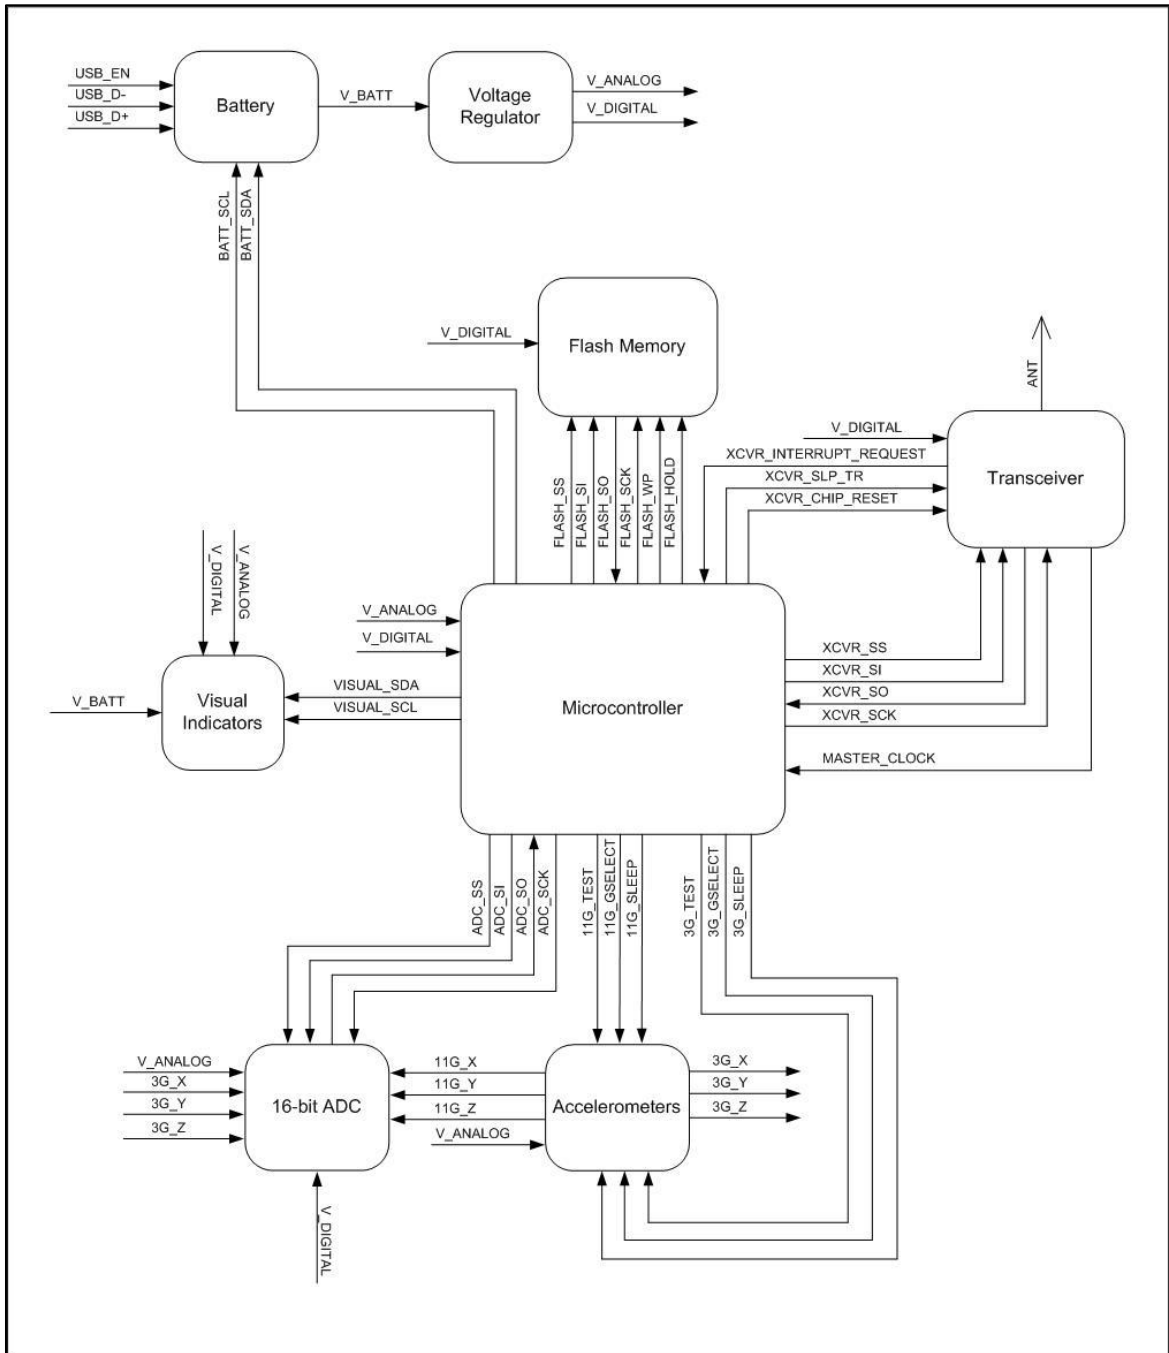 USB_EN
USB_D-
USB_D+
Battery
V_BATT
Voltage
Regulator
V_ANALOG
V_DIGITAL
BATT_SCL
BATT_SDA
V_DIGITAL
Flash Memory
ANT
V_DIGITAL
XCVR_INTERRUPT_REQUEST
XCVR_SLP_TR
XCVR_CHIP_RESET
Transceiver
FLASH_SS
FLASH_SI
FLASH_SO
FLASH_SCK
FLASH_WP
FLASH_HOLD
V_DIGITAL
V_ANALOG
V_ANALOG
V_DIGITAL
V_BATT
Visual
Indicators
VISUAL_SDA
VISUAL_SCL
Microcontroller
XCVR_SS
XCVR_SI
XCVR_SO
XCVR_SCK
MASTER_CLOCK
ADC_SS
ADC_SI
ADC_SO
ADC_SCK
11G_TEST
11G_GSELECT
11G_SLEEP
3G_TEST
3G_GSELECT
3G_SLEEP
V_ANALOG
3G_X
3G_Y
3G_Z
16-bit ADC
11G_X
11G_Y
11G_Z
V_ANALOG
Accelerometers
3G_X
3G_Y
3G_Z
V_DIGITAL